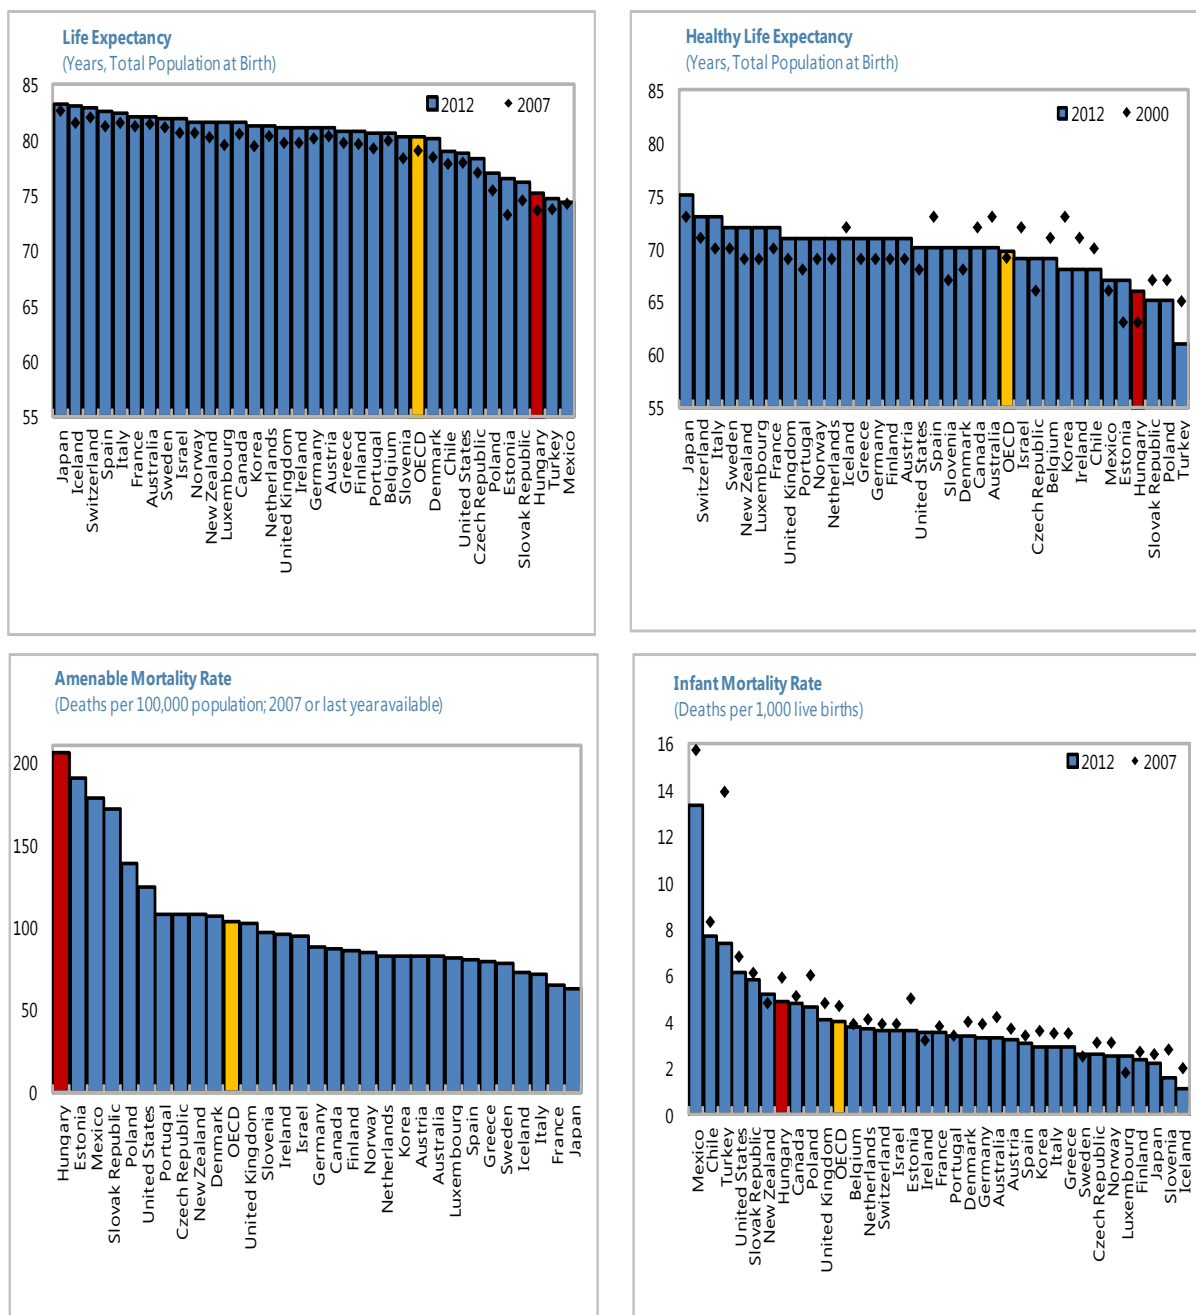 Life Expectancy
(Years, Total Population at Birth)
85
80
75
70
65
60
55
2012
2007
Japan
Iceland
Switzerland
Spain
Italy
France
Australia
Sweden
Israel
Norway
New Zealand
Luxembourg
Canada
Korea
Netherlands
United Kingdom
Ireland
Germany
Austria
Greece
Finland
Portugal
Belgium
Slovenia
OECD
Denmark
Chile
United States
Czech Republic
Poland
Estonia
Slovak Republic
Hungary
Turkey
Mexico
Healthy Life Expectancy
(Years, Total Population at Birth)
85
80
75
70
65
60
55
2012
2000
Japan
Switzerland
Italy
Sweden
New Zealand
Luxembourg
France
United Kingdom
Portugal
Norway
Netherlands
Iceland
Greece
Germany
Finland
Austria
United States
Spain
Slovenia
Denmark
Canada
Australia
OECD
Israel
Czech Republic
Belgium
Korea
Ireland
Chile
Mexico
Estonia
Hungary
Slovak Republic
Poland
Turkey
Amenable Mortality Rate
(Deaths per 100,000 population; 2007 or last year available)
200
150
100
50
0
Hungary
Estonia
Mexico
Slovak Republic
Poland
United States
Portugal
Czech Republic
New Zealand
Denmark
OECD
United Kingdom
Slovenia
Ireland
Israel
Germany
Canada
Finland
Norway
Netherlands
Korea
Austria
Australia
Luxembourg
Spain
Greece
Sweden
Iceland
Italy
France
Japan
Infant Mortality Rate
(Deaths per 1,000 live births)
16
14
12
10
8
6
4
2
0
2012
2007
Mexico
Chile
Turkey
United States
Slovak Republic
New Zealand
Hungary
Canada
Poland
United Kingdom
OECD
Belgium
Netherlands
Switzerland
Israel
Estonia
Ireland
France
Portugal
Denmark
Germany
Australia
Austria
Spain
Korea
Italy
Greece
Sweden
Czech Republic
Norway
Luxembourg
Finland
Japan
Slovenia
Iceland